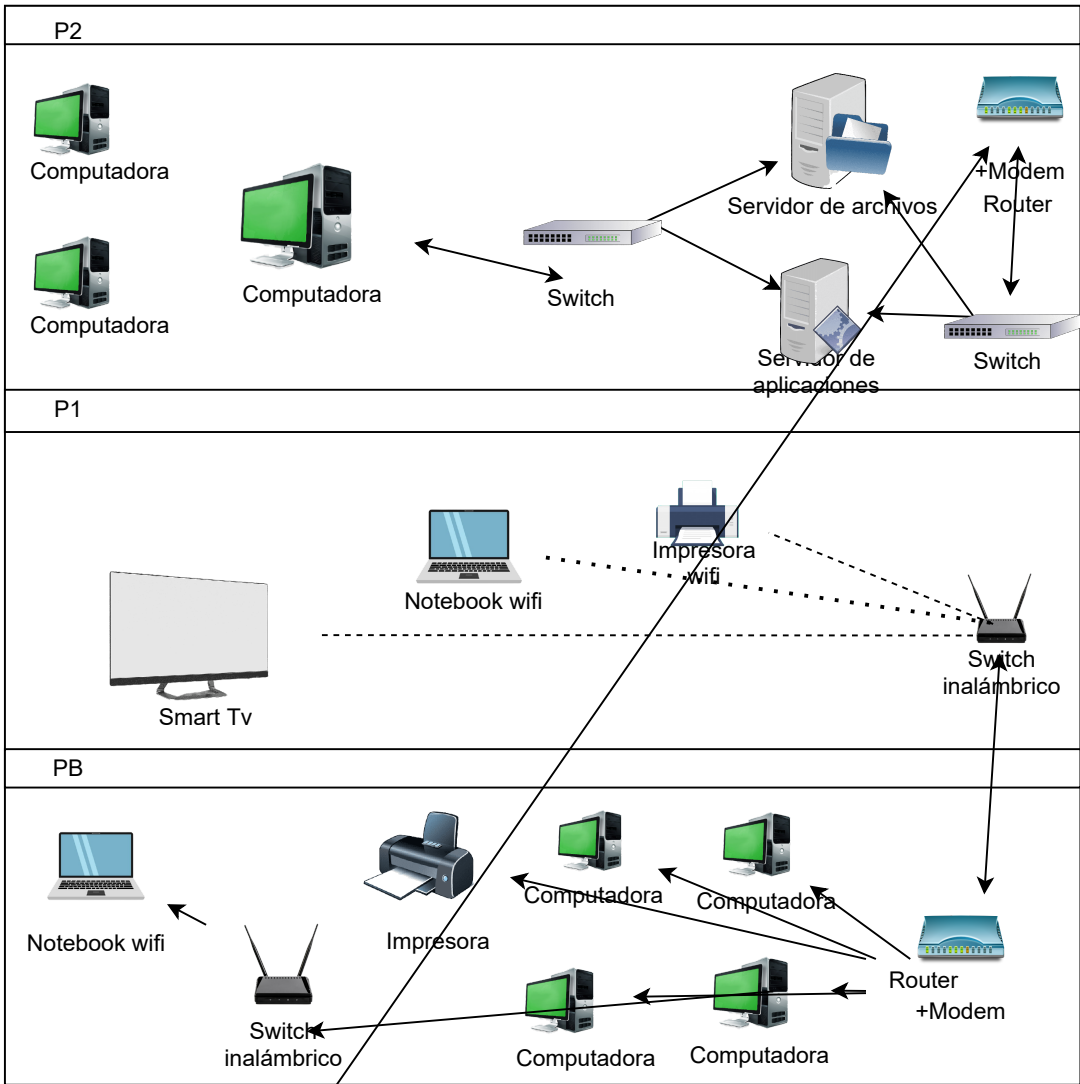 P2
Computadora
Computadora
Computadora
Switch
Servidor de archivos
+Modem
Router
Servidor de
aplicaciones
Switch
P1
Smart Tv
Notebook wifi
Impresora
wifi
Switch
inalámbrico
PB
Notebook wifi
Switch
inalámbrico
Impresora
Computadora
Computadora
Computadora
Computadora
Router
+Modem